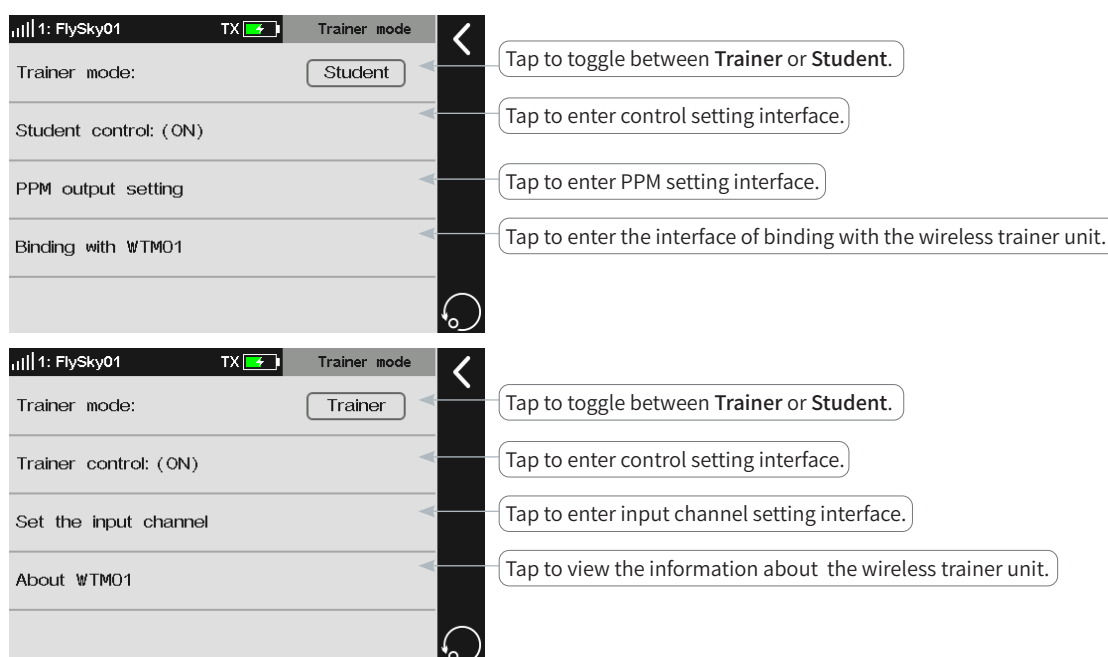 1: FlySky01 TX Trainer mode
Trainer mode: Student
Tap to toggle between Trainer or Student.
Student control: (ON)
Tap to enter control setting interface.
PPM output setting
Tap to enter PPM setting interface.
Binding with WTM01
Tap to enter the interface of binding with the wireless trainer unit.
1: FlySky01 TX Trainer mode
Trainer mode: Trainer
Tap to toggle between Trainer or Student.
Trainer control: (ON)
Tap to enter control setting interface.
Set the input channel
Tap to enter input channel setting interface.
About WTM01
Tap to view the information about the wireless trainer unit.